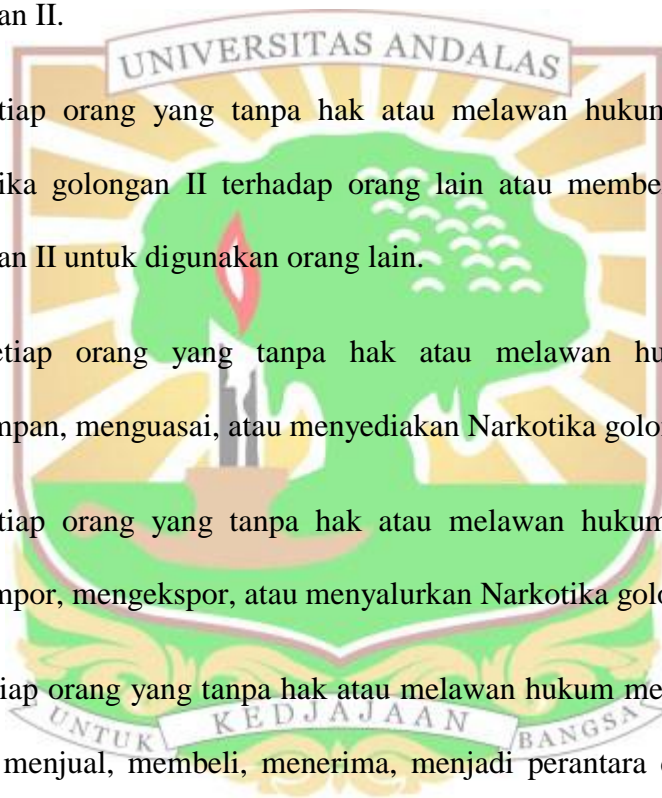 an II.
UNIVERSITAS ANDALAS
tiap orang yang tanpa hak atau melawan hukum
ika golongan II terhadap orang lain atau membe
an II untuk digunakan orang lain.
etiap orang yang tanpa hak atau melawan hu
mpan, menguasai, atau menyediakan Narkotika golo
tiap orang yang tanpa hak atau melawan hukum
mpor, mengekspor, atau menyalurkan Narkotika golo
iap orang yang tanpa hak atau melawan hukum me
UNTUK KEDJAJAAN BANGSA
menjual, membeli, menerima, menjadi perantara